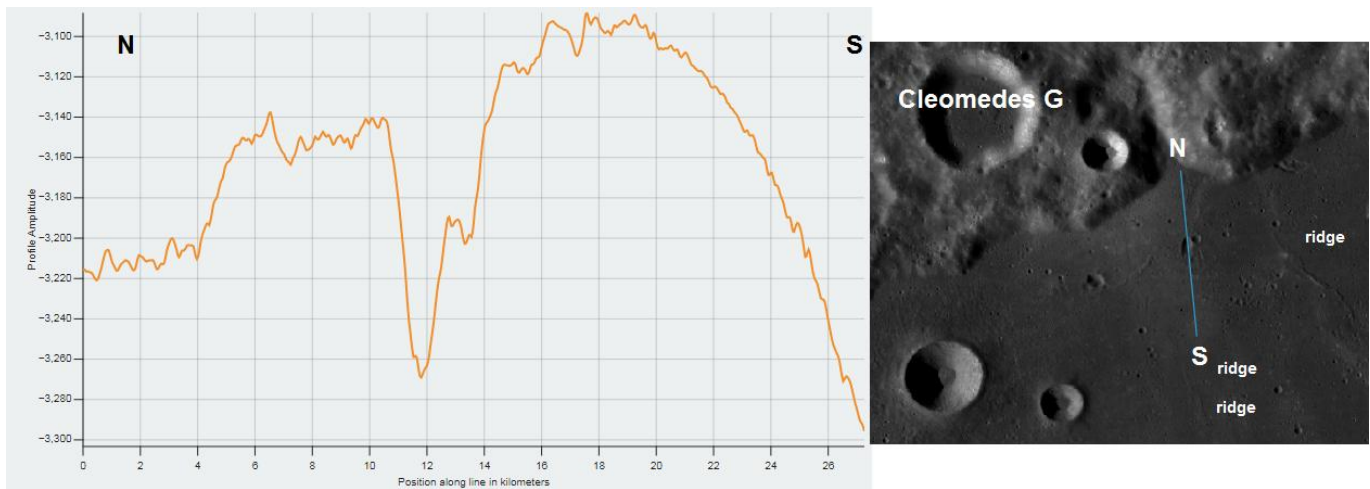 N
S
−3,100
−3,120
−3,140
−3,160
−3,180
−3,200
−3,220
−3,240
−3,260
−3,280
−3,300
Profile Amplitude
0
2
4
6
8
10
12
14
16
18
20
22
24
26
Position along line in kilometers
Cleomedes G
N
ridge
S
ridge
ridge